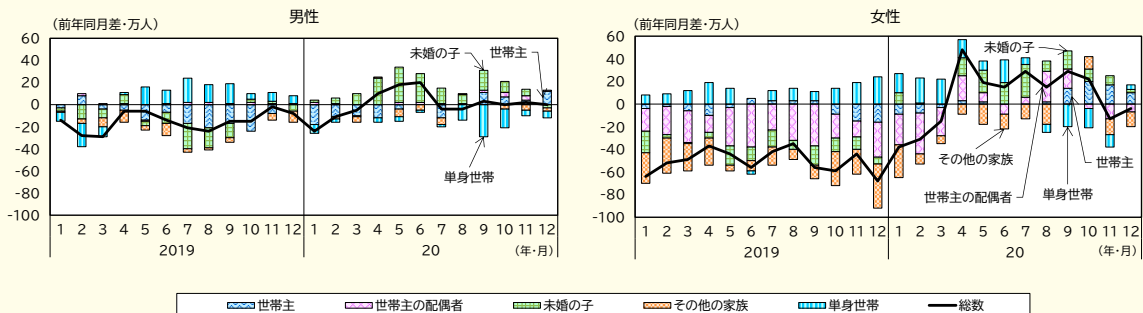 男性
(前年同月差・万人)
60
40
20
0
-20
-40
-60
-80
-100
未婚の子
世帯主
単身世帯
1 2 3 4 5 6 7 8 9 10 11 12 1 2 3 4 5 6 7 8 9 10 11 12
2019 20 (年・月)
女性
(前年同月差・万人)
60
40
20
0
-20
-40
-60
-80
-100
未婚の子
その他の家族
世帯主
世帯主の配偶者
単身世帯
1 2 3 4 5 6 7 8 9 10 11 12 1 2 3 4 5 6 7 8 9 10 11 12
2019 20 (年・月)
世帯主 世帯主の配偶者 未婚の子 その他の家族 単身世帯 総数